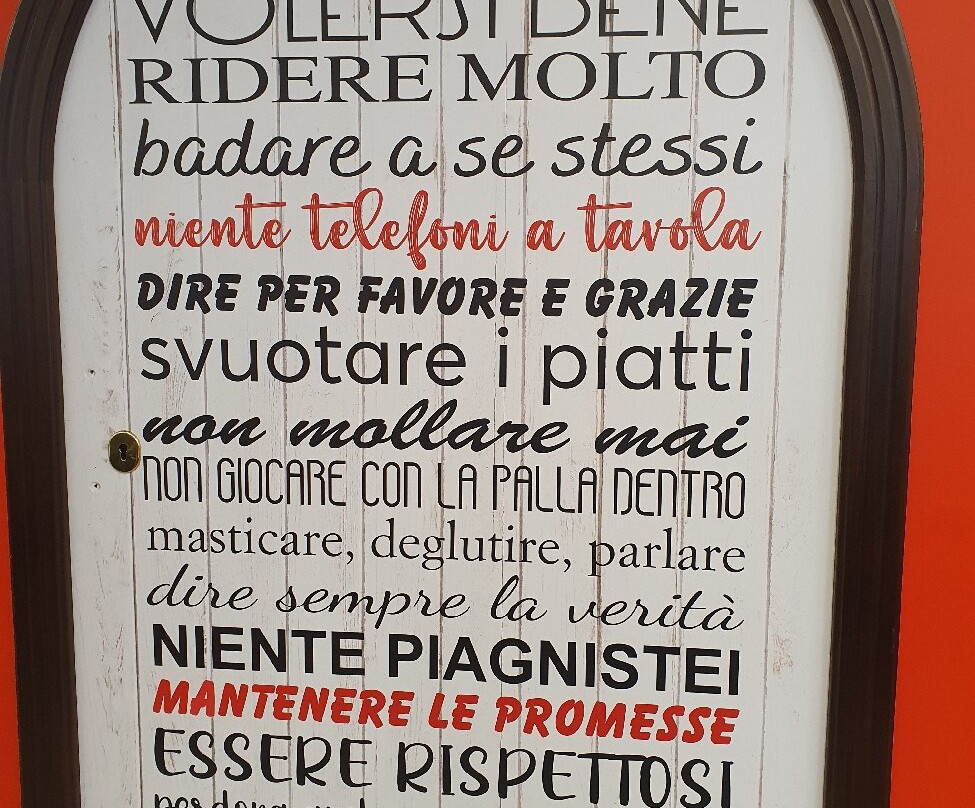 VOLERSI BENE
RIDERE MOLTO
badare a se stessi
niente telefoni a tavola
DIRE PER FAVORE E GRAZIE
svuotare i piatti
non mollare mai
NON GIOCARE CON LA PALLA DENTRO
masticare, deglutire, parlare
dire sempre la verità
NIENTE PIAGNISTEI
MANTENERE LE PROMESSE
ESSERE RISPETTOSI